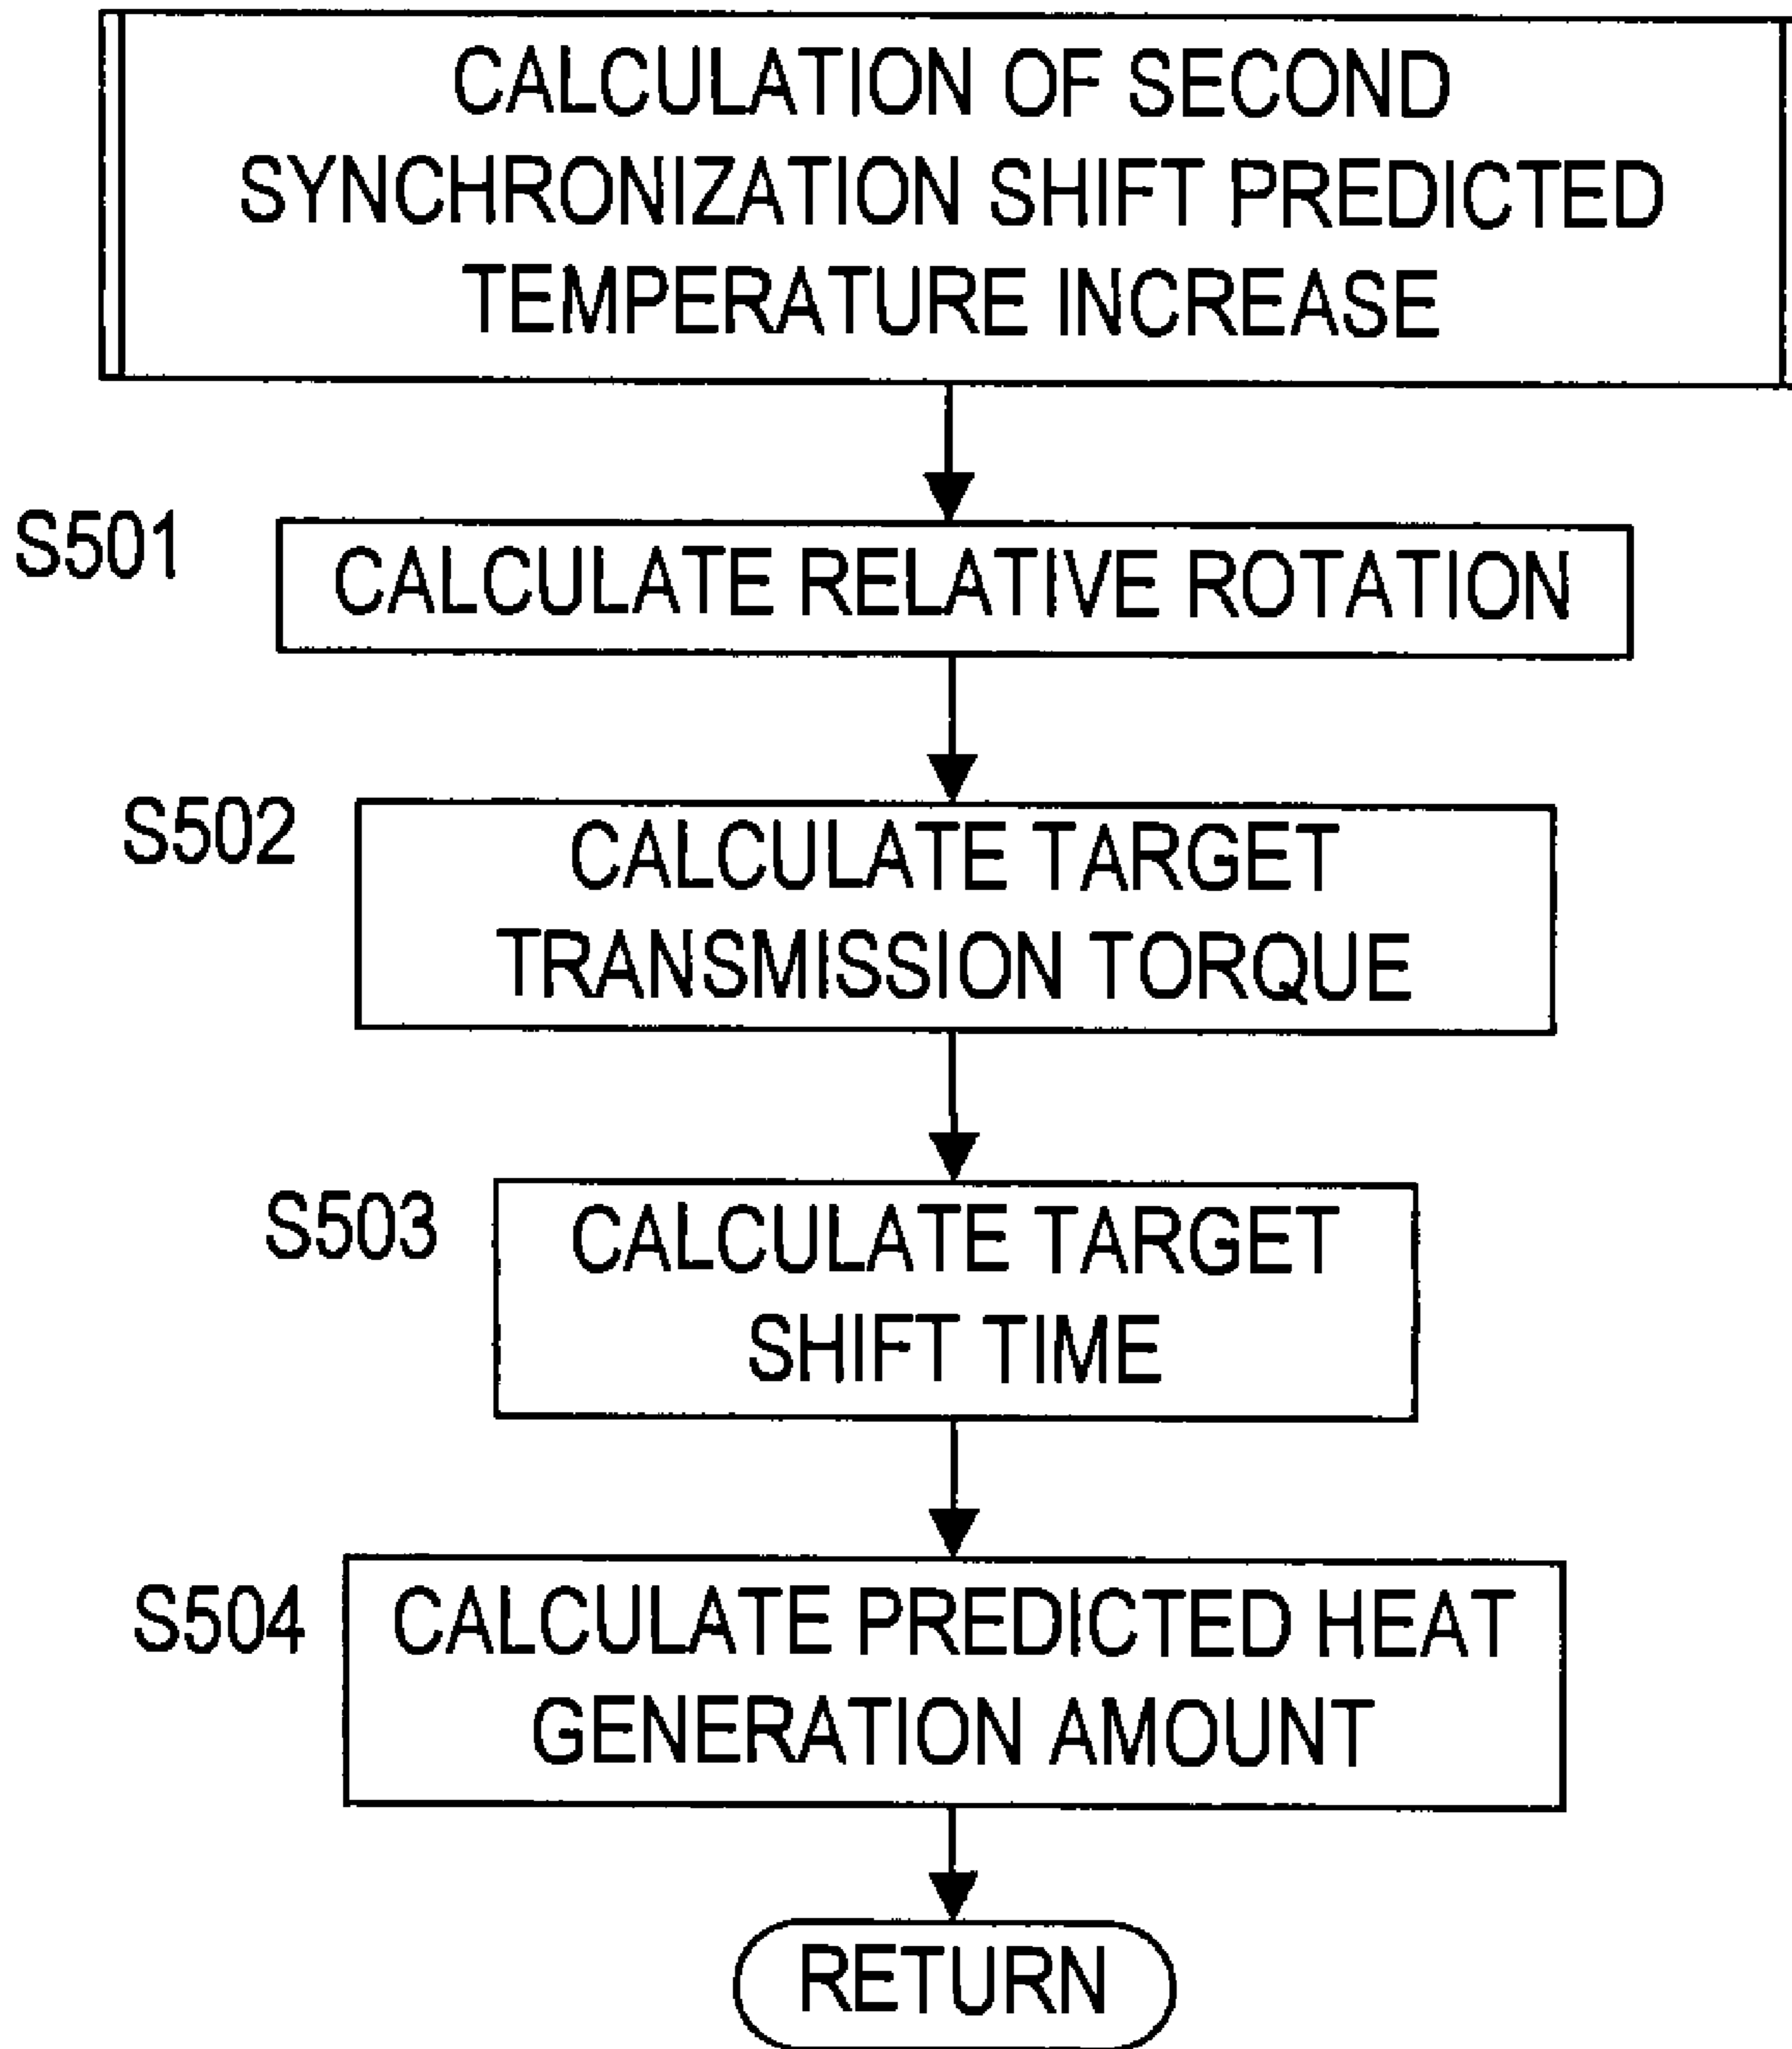 CALCULATION OF SECOND
SYNCHRONIZATION SHIFT PREDICTED
TEMPERATURE INCREASE
S501
CALCULATE RELATIVE ROTATION
S502
CALCULATE TARGET
TRANSMISSION TORQUE
S503
CALCULATE TARGET
SHIFT TIME
S504
CALCULATE PREDICTED HEAT
GENERATION AMOUNT
RETURN